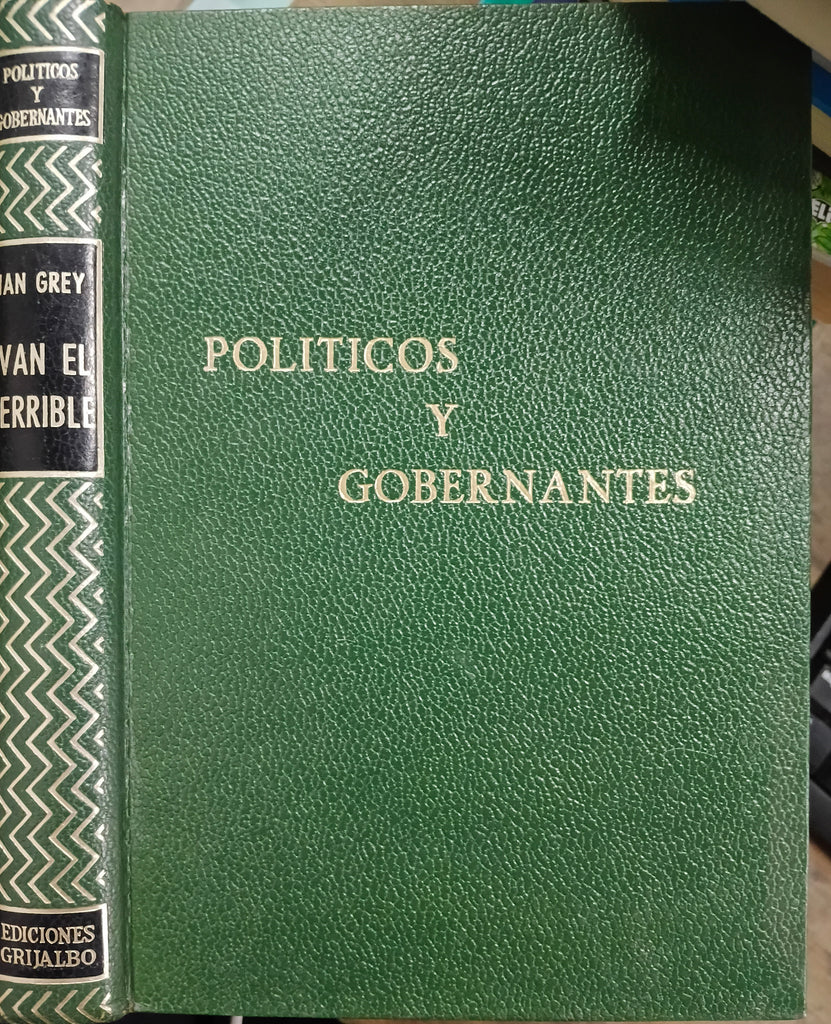 POLITICOS
Y
GOBERNANTES
IAN GREY
VAN EL
ERRIBLE
EDICIONES
GRIJALBO
POLITICOS
Y
GOBERNANTES